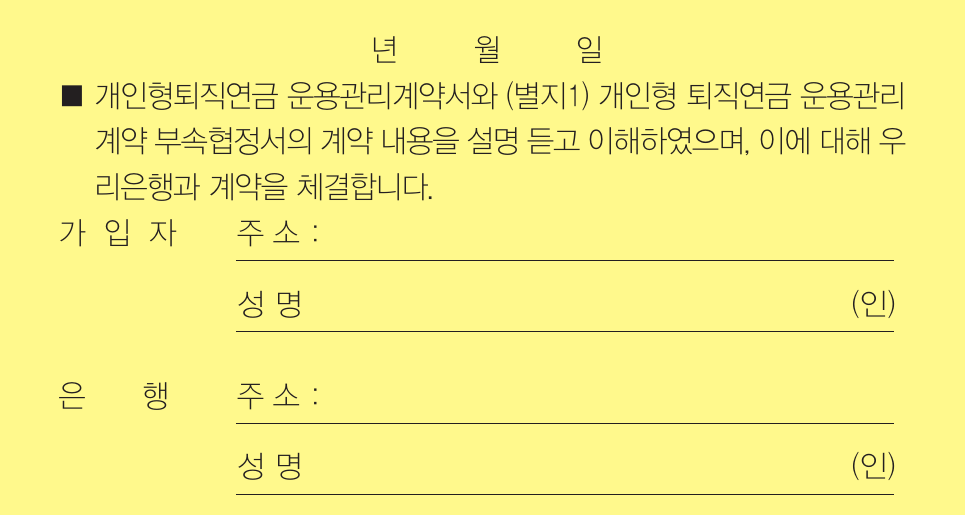 년 월 일
■ 개인형퇴직연금 운용관리계약서와 (별지1) 개인형 퇴직연금 운용관리
계약 부속협정서의 계약 내용을 설명 듣고 이해하였으며, 이에 대해 우
리은행과 계약을 체결합니다.
가 입 자 주 소 :
성 명 (인)
은 행 주 소 :
성 명 (인)